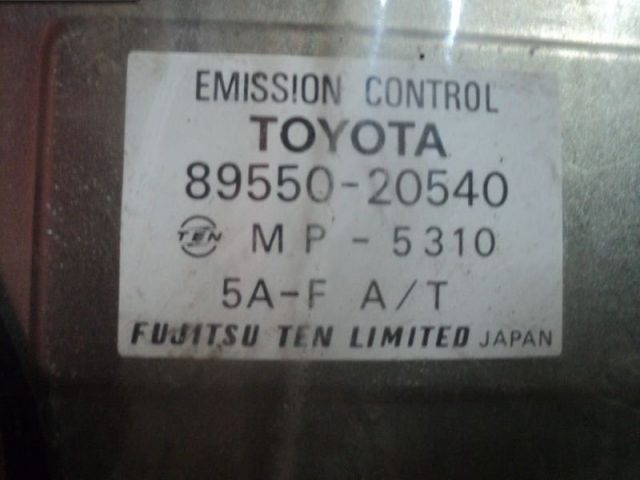 EMISSION CONTROL
TOYOTA
89550-20540
TEN MP-5310
5A-F A/T
FUJITSU TEN LIMITED JAPAN